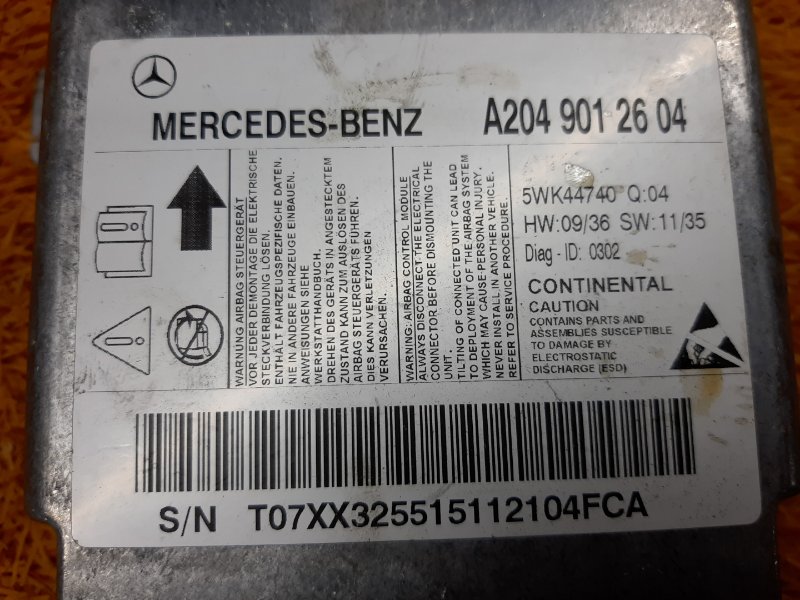 MERCEDES-BENZ
A204 901 26 04
WARNUNG AIRBAG STEUERGERÄT
VOR JEDER DEMONTAGE DIE ELEKTRISCHE
STECKVERBINDUNG LÖSEN.
ENTHÄLT FAHRZEUGSPEZIFISCHE DATEN.
NIE IN ANDERE FAHRZEUGE EINBAUEN.
ANWEISUNGEN SIEHE
WERKSTATTHANDBUCH.
DREHEN DES GERÄTS IN ANGESTECKTEM
ZUSTAND KANN ZUM AUSLÖSEN DES
AIRBAG STEUERGERÄTS FÜHREN.
DIES KANN VERLETZUNGEN
VERURSACHEN.
WARNING: AIRBAG CONTROL MODULE
ALWAYS DISCONNECT THE ELECTRICAL
CONNECTOR BEFORE DISMOUNTING THE
UNIT.
TILTING OF CONNECTED UNIT CAN LEAD
TO DEPLOYMENT OF THE AIRBAG SYSTEM
WHICH MAY CAUSE PERSONAL INJURY.
NEVER INSTALL IN ANOTHER VEHICLE.
REFER TO SERVICE PROCEDURE.
5WK44740 Q:04
HW:09/36 SW:11/35
Diag - ID: 0302
CONTINENTAL
CAUTION
CONTAINS PARTS AND
ASSEMBLIES SUSCEPTIBLE
TO DAMAGE BY
ELECTROSTATIC
DISCHARGE (ESD)
S/N T07XX325515112104FCA